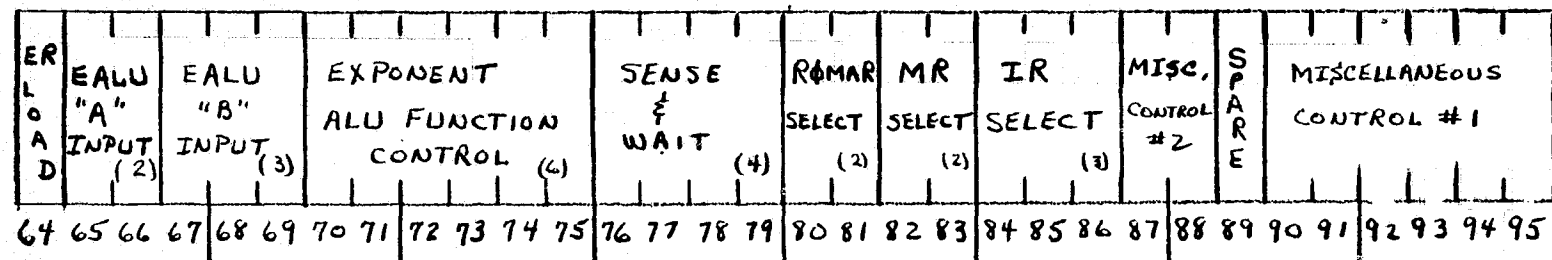 ER LOAD
EALU "A" INPUT (2)
EALU "B" INPUT (3)
EXPONENT ALU FUNCTION CONTROL (6)
SENSE & WAIT (4)
RØMAR SELECT (2)
MR SELECT (2)
IR SELECT (3)
MISC. CONTROL #2
SPARE
MISCELLANEOUS CONTROL #1
64 65 66 67 68 69 70 71 72 73 74 75 76 77 78 79 80 81 82 83 84 85 86 87 88 89 90 91 92 93 94 95